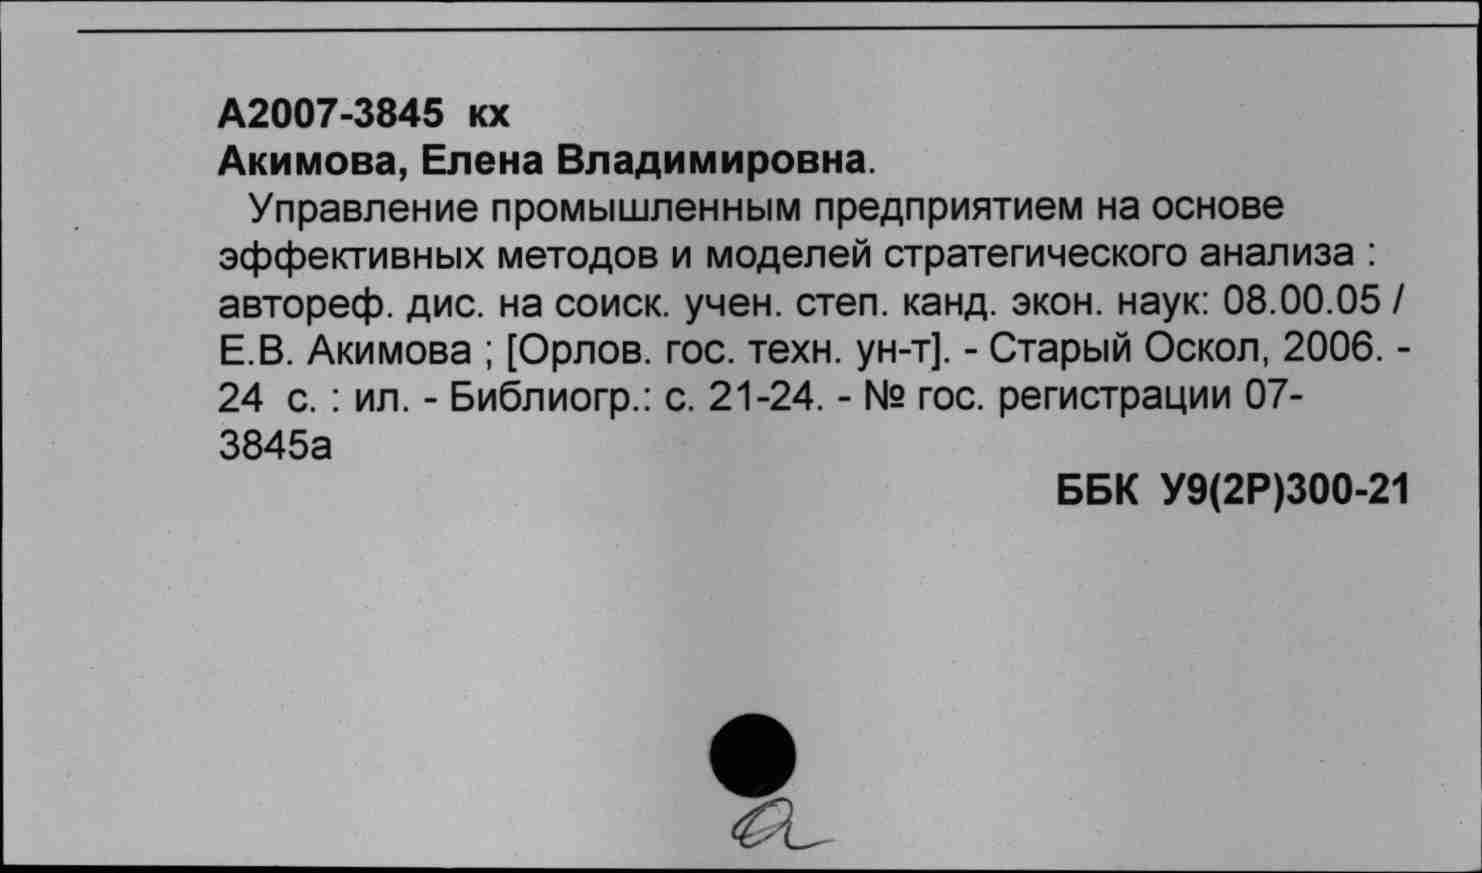 А2007-3845 кх
Акимова, Елена Владимировна.
Управление промышленным предприятием на основе
эффективных методов и моделей стратегического анализа :
автореф. дис. на соиск. учен. степ. канд. экон. наук: 08.00.05 /
Е.В. Акимова ; [Орлов. гос. техн. ун-т]. - Старый Оскол, 2006. -
24 с. : ил. - Библиогр.: с. 21-24. - № гос. регистрации 07-
3845а
ББК У9(2Р)300-21
а